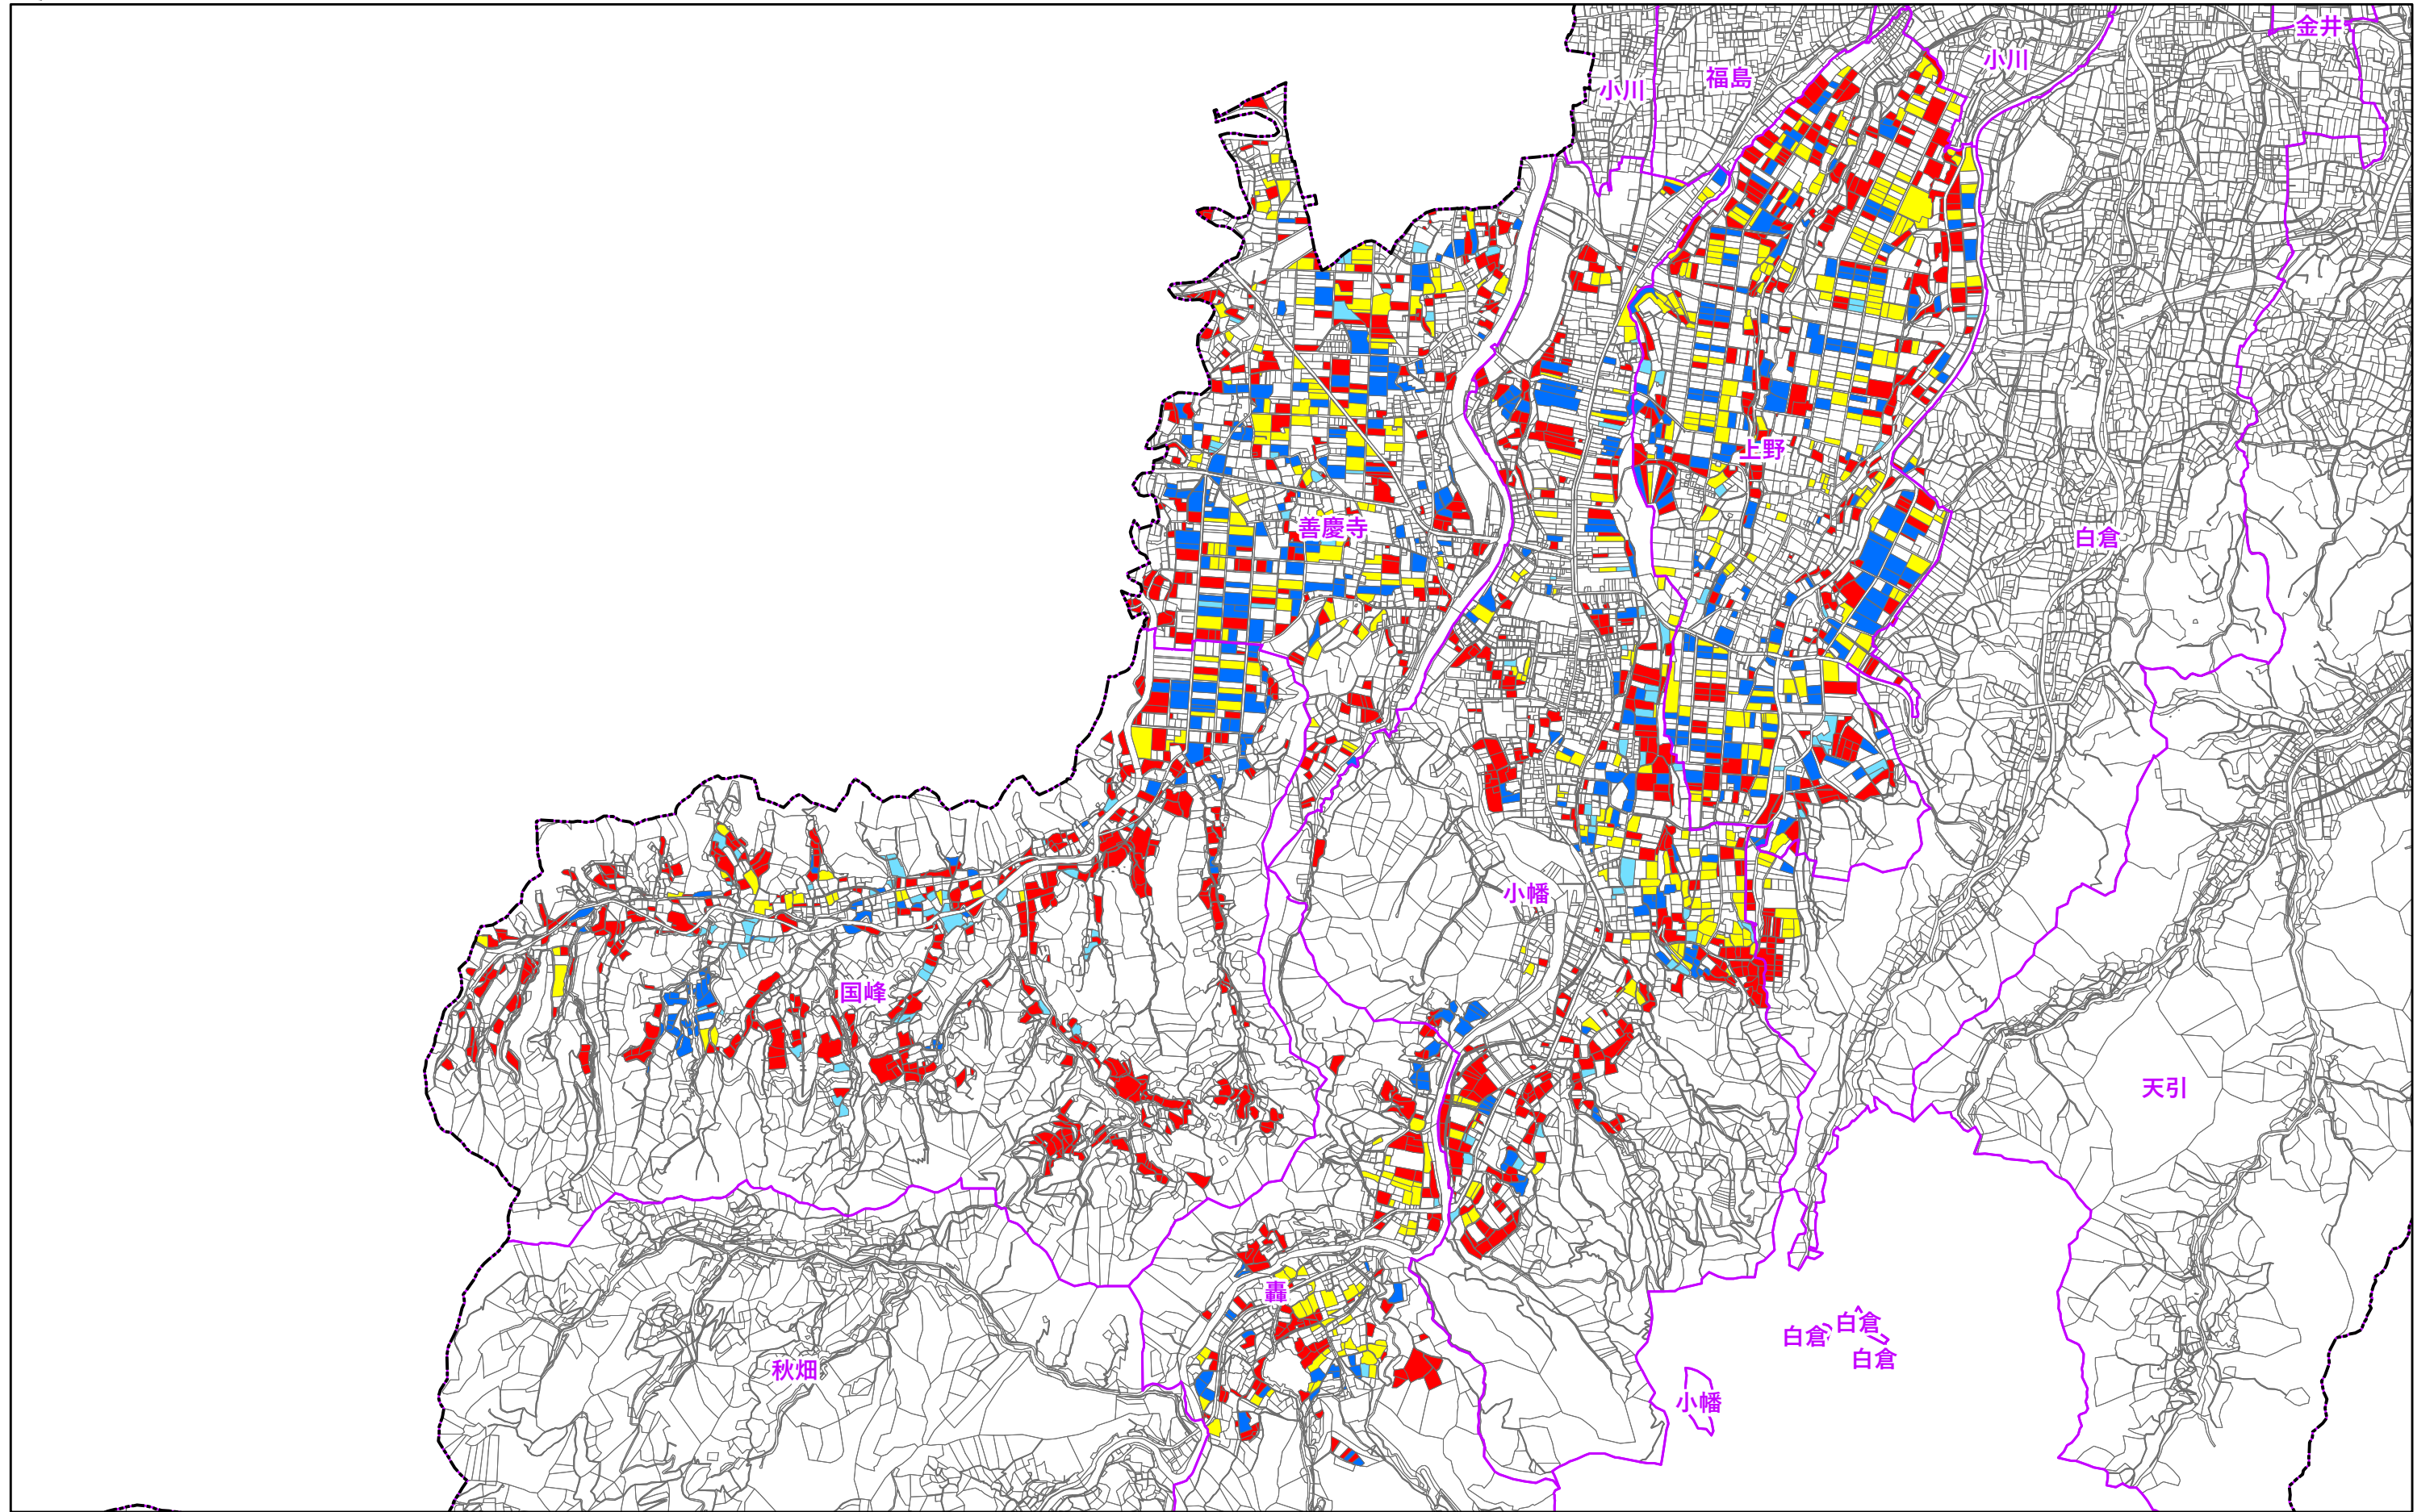 金井
小川
福島
小川
上野
善慶寺
白倉
小幡
国峰
天引
轟
白倉
白倉
白倉
秋畑
小幡